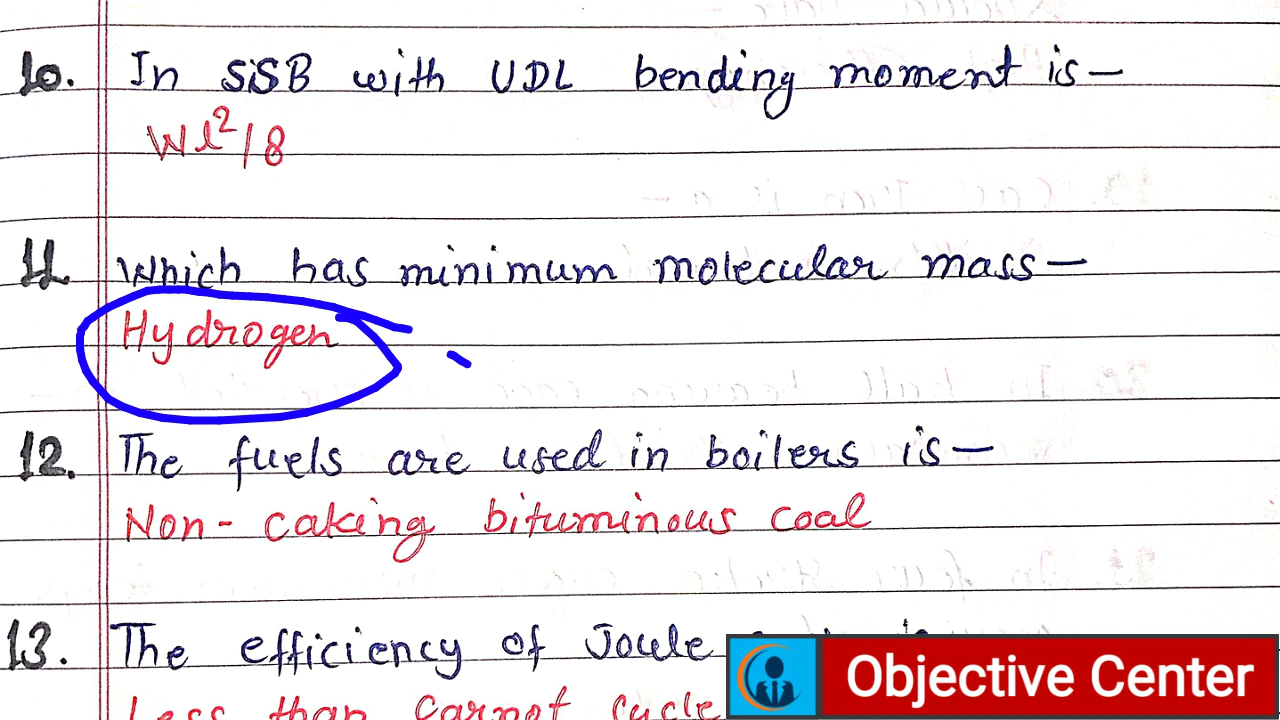 10. In SSB with UDL bending moment is—
Wl²/8
11. Which has minimum molecular mass—
Hydrogen
12. The fuels are used in boilers is—
Non-caking bituminous coal
13. The efficiency of Joule
Less than carnot cycle
Objective Center